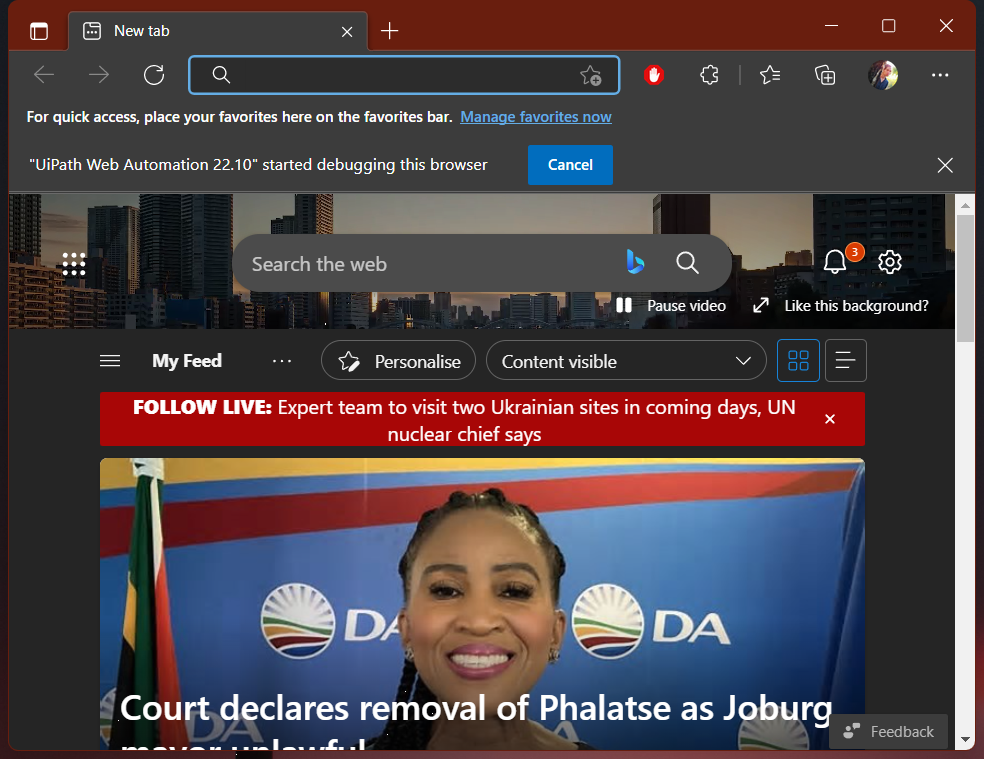 New tab
For quick access, place your favorites here on the favorites bar. Manage favorites now
"UiPath Web Automation 22.10" started debugging this browser Cancel
Search the web
3
Pause video Like this background?
My Feed ... Personalise Content visible
FOLLOW LIVE: Expert team to visit two Ukrainian sites in coming days, UN
nuclear chief says
DA DA
Court declares removal of Phalatse as Joburg
mayor unlawful
DA
Feedback